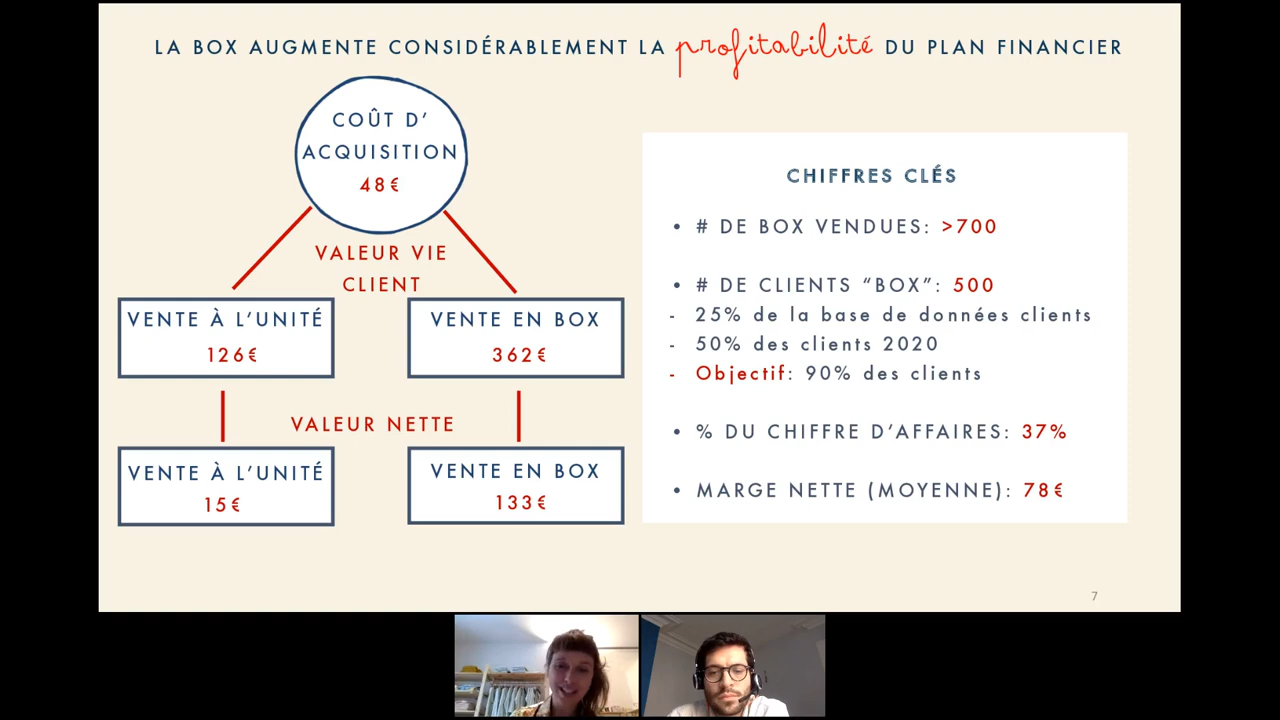 LA BOX AUGMENTE CONSIDÉRABLEMENT LA profitabilité DU PLAN FINANCIER
COÛT D'
ACQUISITION
48€
VALEUR VIE
CLIENT
VENTE À L'UNITÉ
126€
VENTE EN BOX
362€
VALEUR NETTE
VENTE À L'UNITÉ
15€
VENTE EN BOX
133€
CHIFFRES CLÉS
• # DE BOX VENDUES: >700
• # DE CLIENTS “BOX”: 500
- 25% de la base de données clients
- 50% des clients 2020
- Objectif: 90% des clients
• % DU CHIFFRE D'AFFAIRES: 37%
• MARGE NETTE (MOYENNE): 78€
7